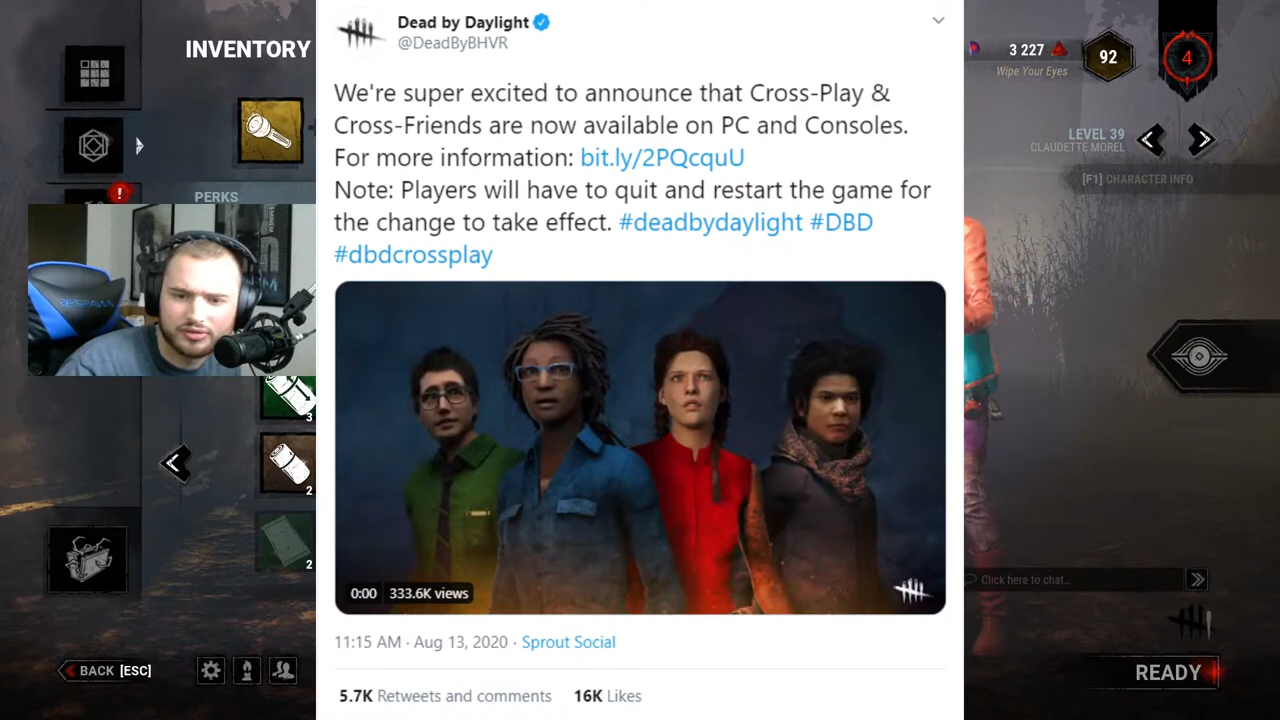 INVENTORY
PERKS
!
RESPAWN
3
2
2
BACK [ESC]
Dead by Daylight
@DeadByBHVR
We're super excited to announce that Cross-Play &
Cross-Friends are now available on PC and Consoles.
For more information: bit.ly/2PQcquU
Note: Players will have to quit and restart the game for
the change to take effect. #deadbydaylight #DBD
#dbdcrossplay
0:00 333.6K views
11:15 AM · Aug 13, 2020 · Sprout Social
5.7K Retweets and comments 16K Likes
3 227
Wipe Your Eyes
92
4
LEVEL 39
CLAUDETTE MOREL
[F1] CHARACTER INFO
Click here to chat...
READY